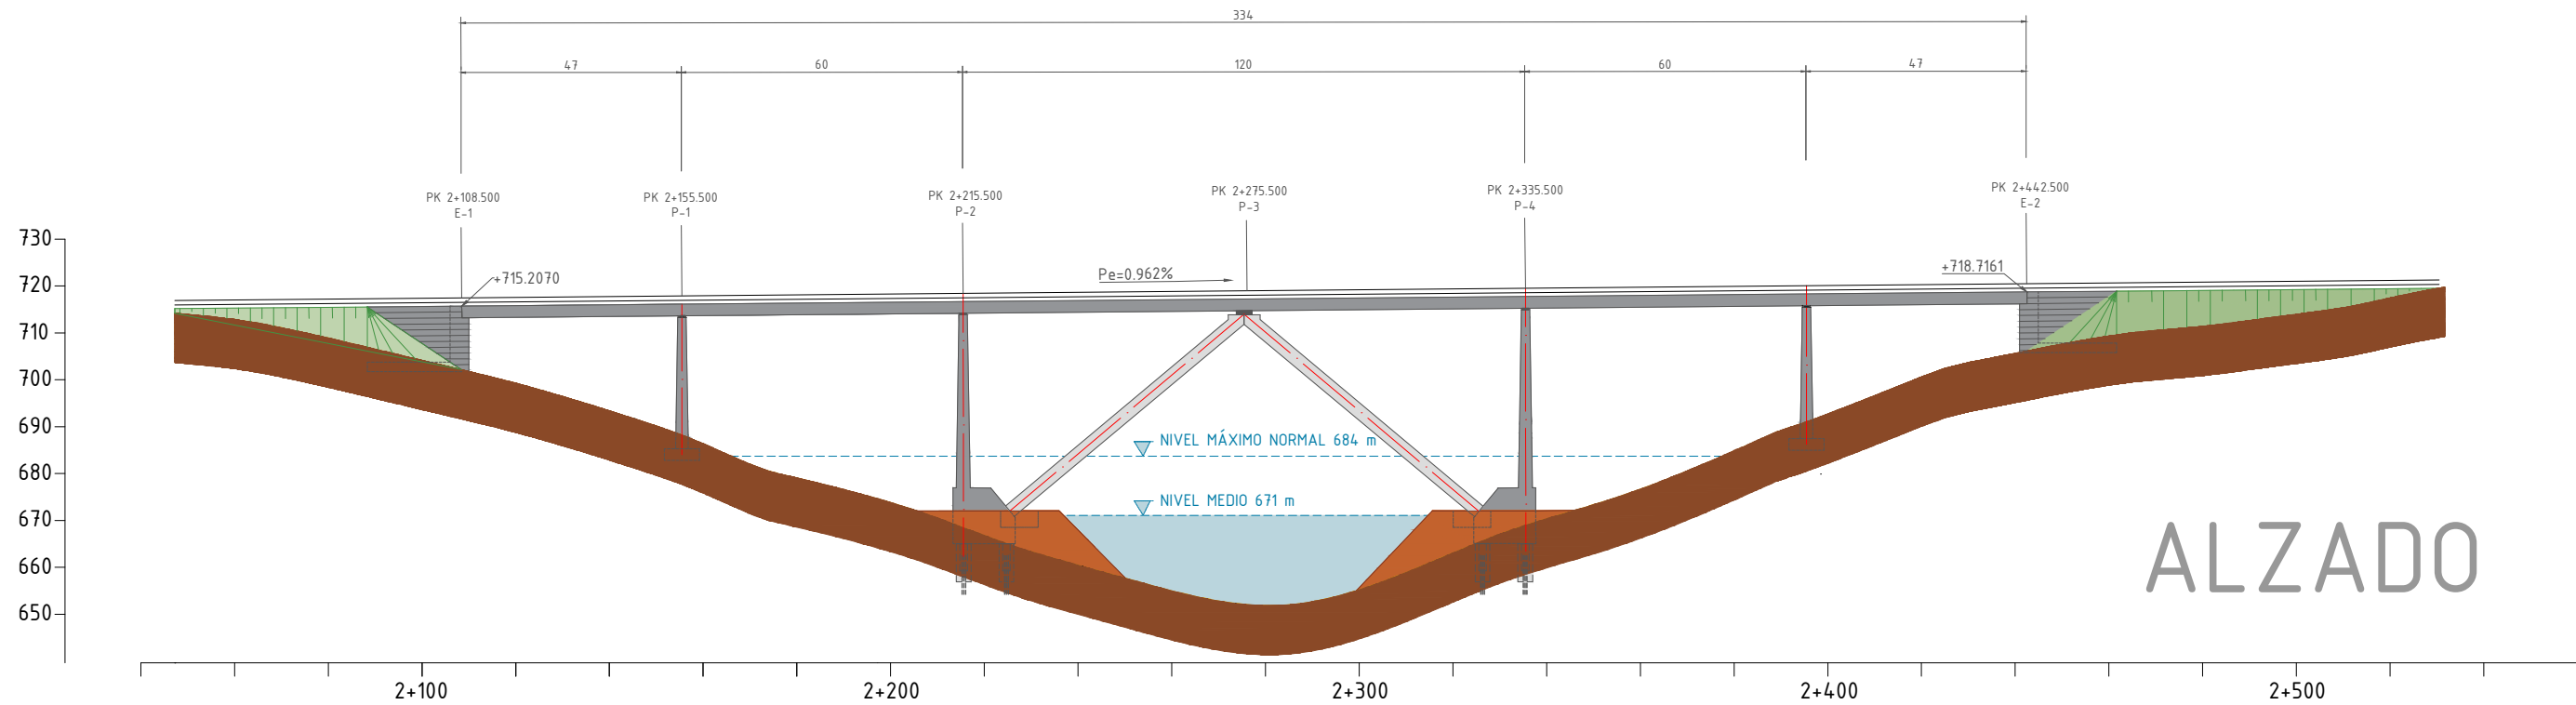 334
47 60 120 60 47
PK 2+108.500
E-1
PK 2+155.500
P-1
PK 2+215.500
P-2
PK 2+275.500
P-3
PK 2+335.500
P-4
PK 2+442.500
E-2
+715.2070
Pe=0.962%
+718.7161
730
720
710
700
690
680
670
660
650
NIVEL MÁXIMO NORMAL 684 m
NIVEL MEDIO 671 m
ALZADO
2+100 2+200 2+300 2+400 2+500